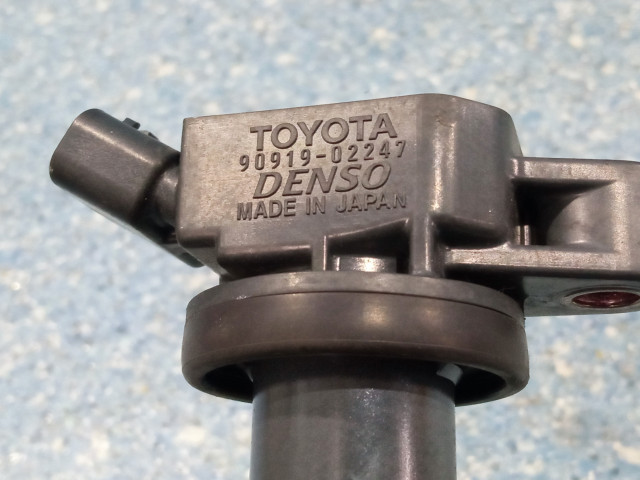 TOYOTA
90919-02247
DENSO
MADE IN JAPAN